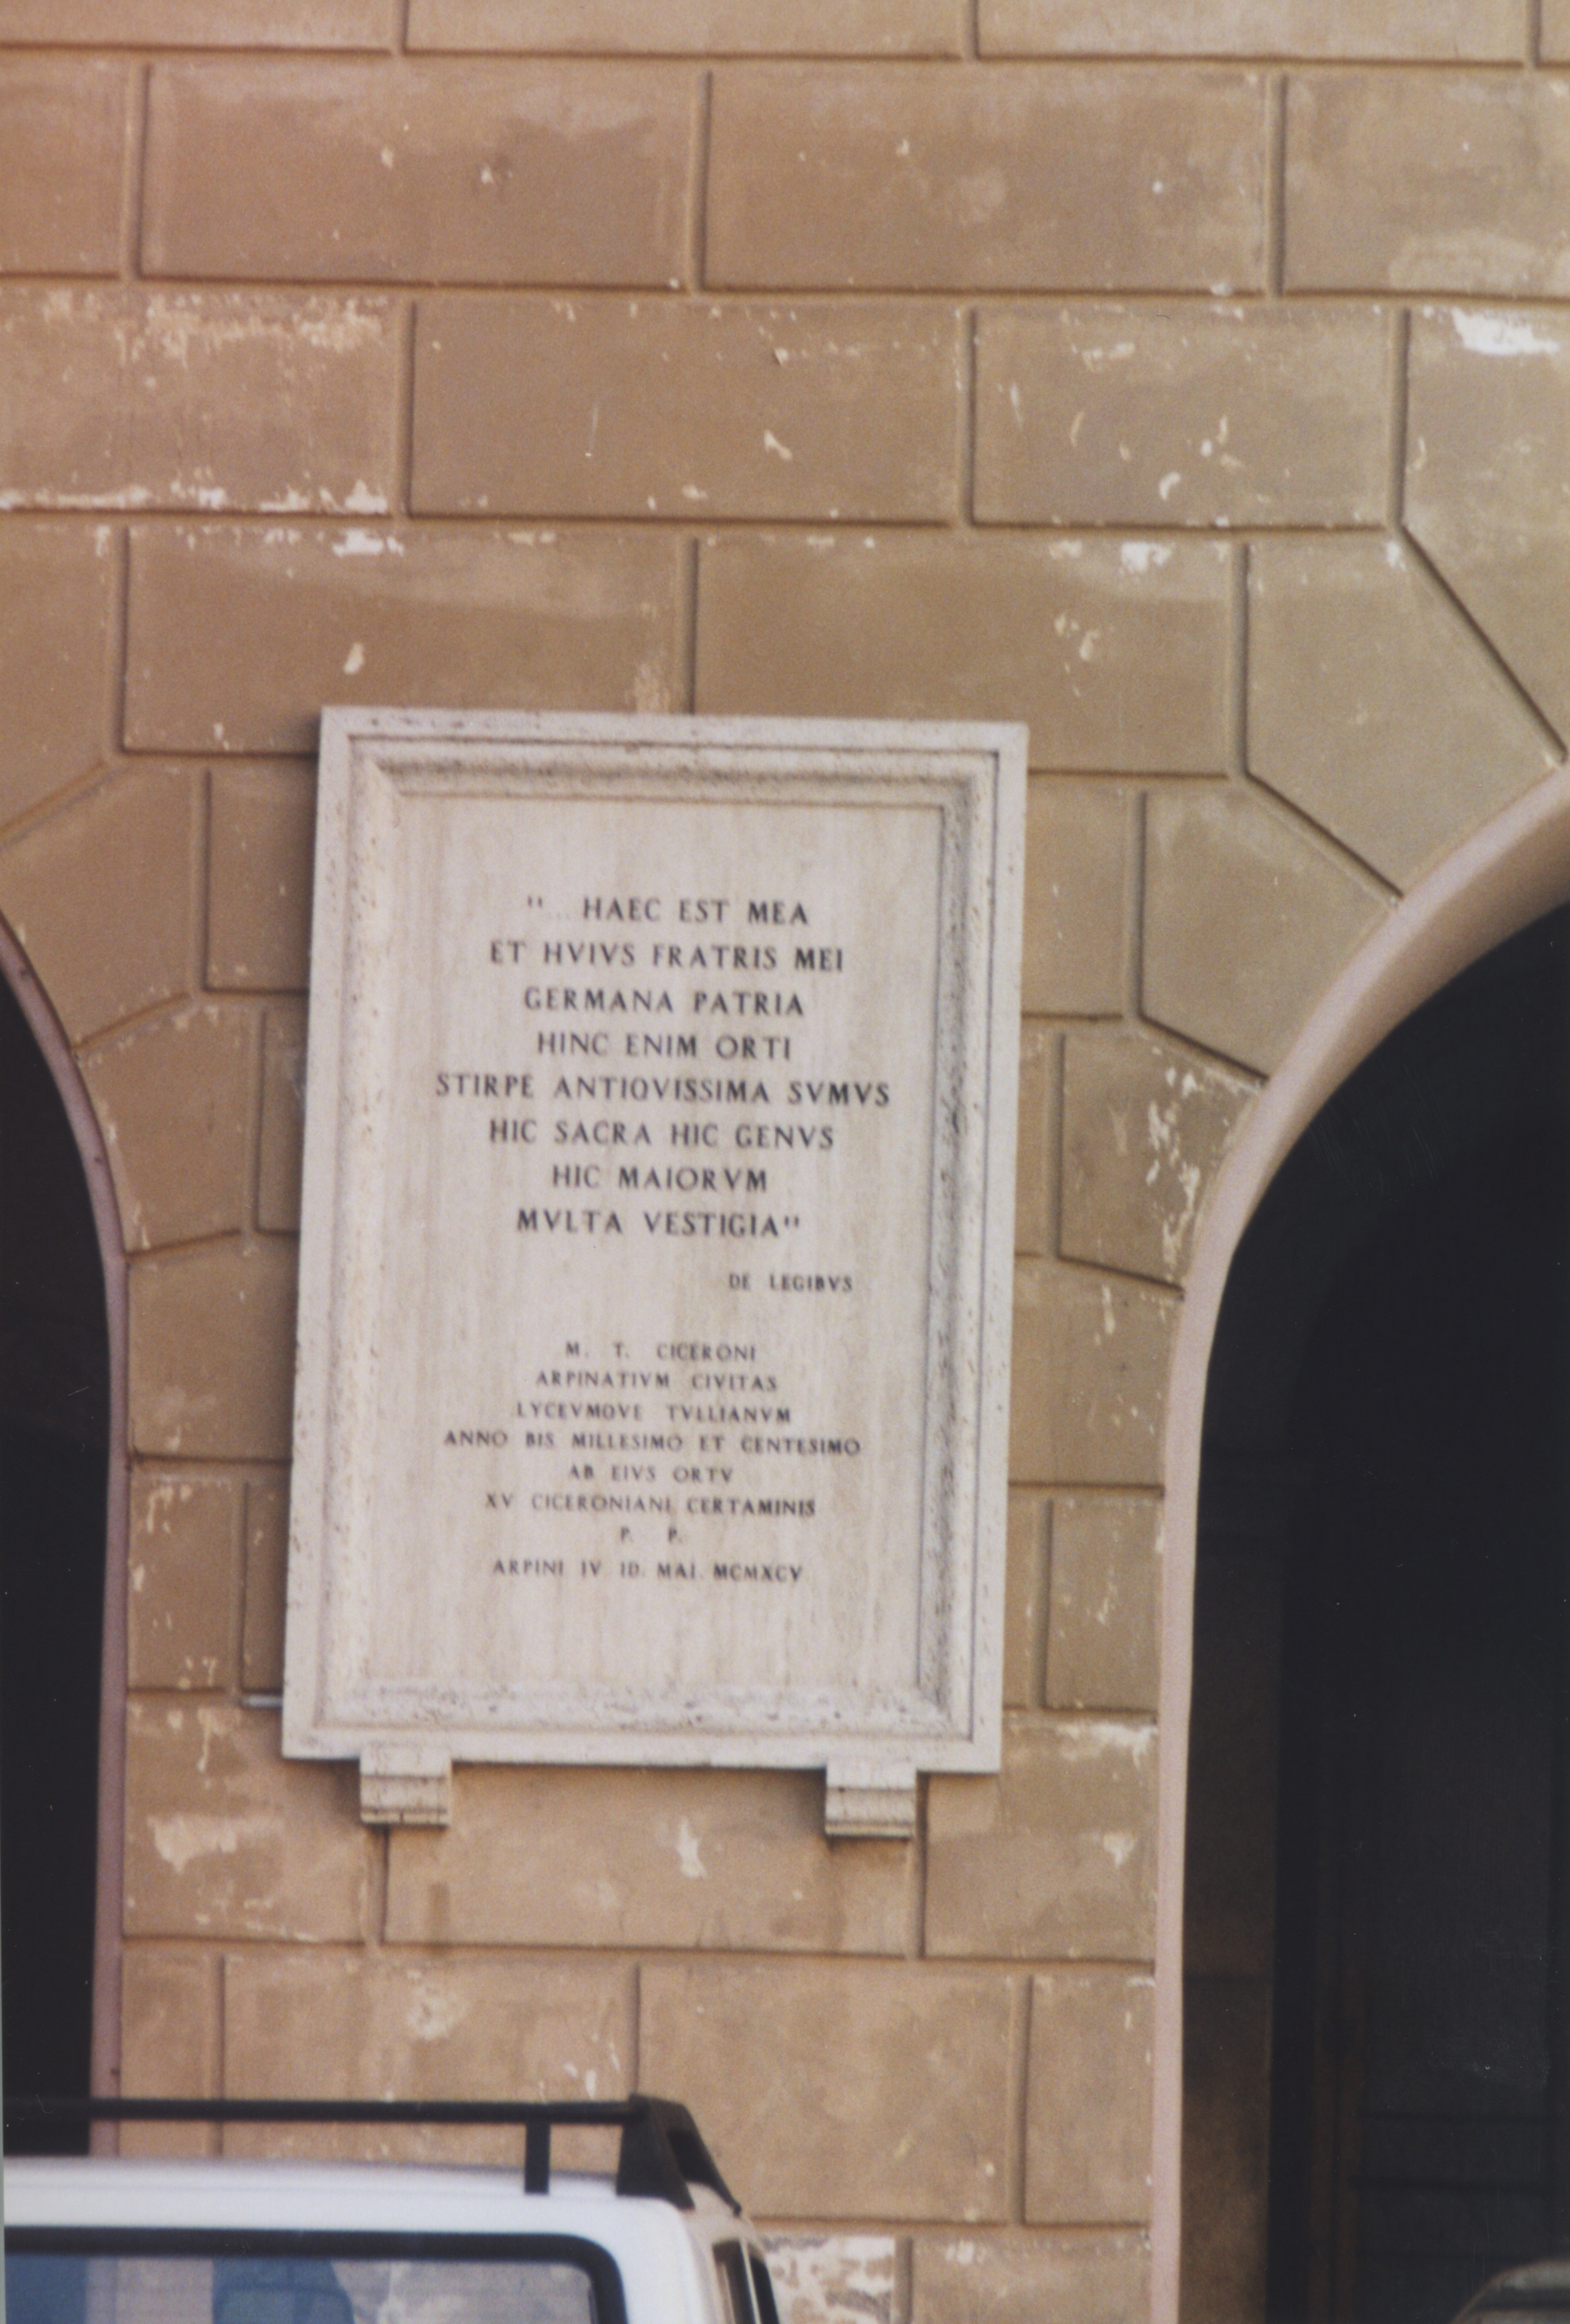 " ... HAEC EST MEA
ET HVIVS FRATRIS MEI
GERMANA PATRIA
HINC ENIM ORTI
STIRPE ANTIQVISSIMA SVMVS
HIC SACRA HIC GENVS
HIC MAIORVM
MVLTA VESTIGIA"
DE LEGIBVS
M. T. CICERONI
ARPINATIVM CIVITAS
LYCEVMQVE TVLLIANVM
ANNO BIS MILLESIMO ET CENTESIMO
AB EIVS ORTV
XV CICERONIANI CERTAMINIS
P. P.
ARPINI IV ID. MAI. MCMXCV